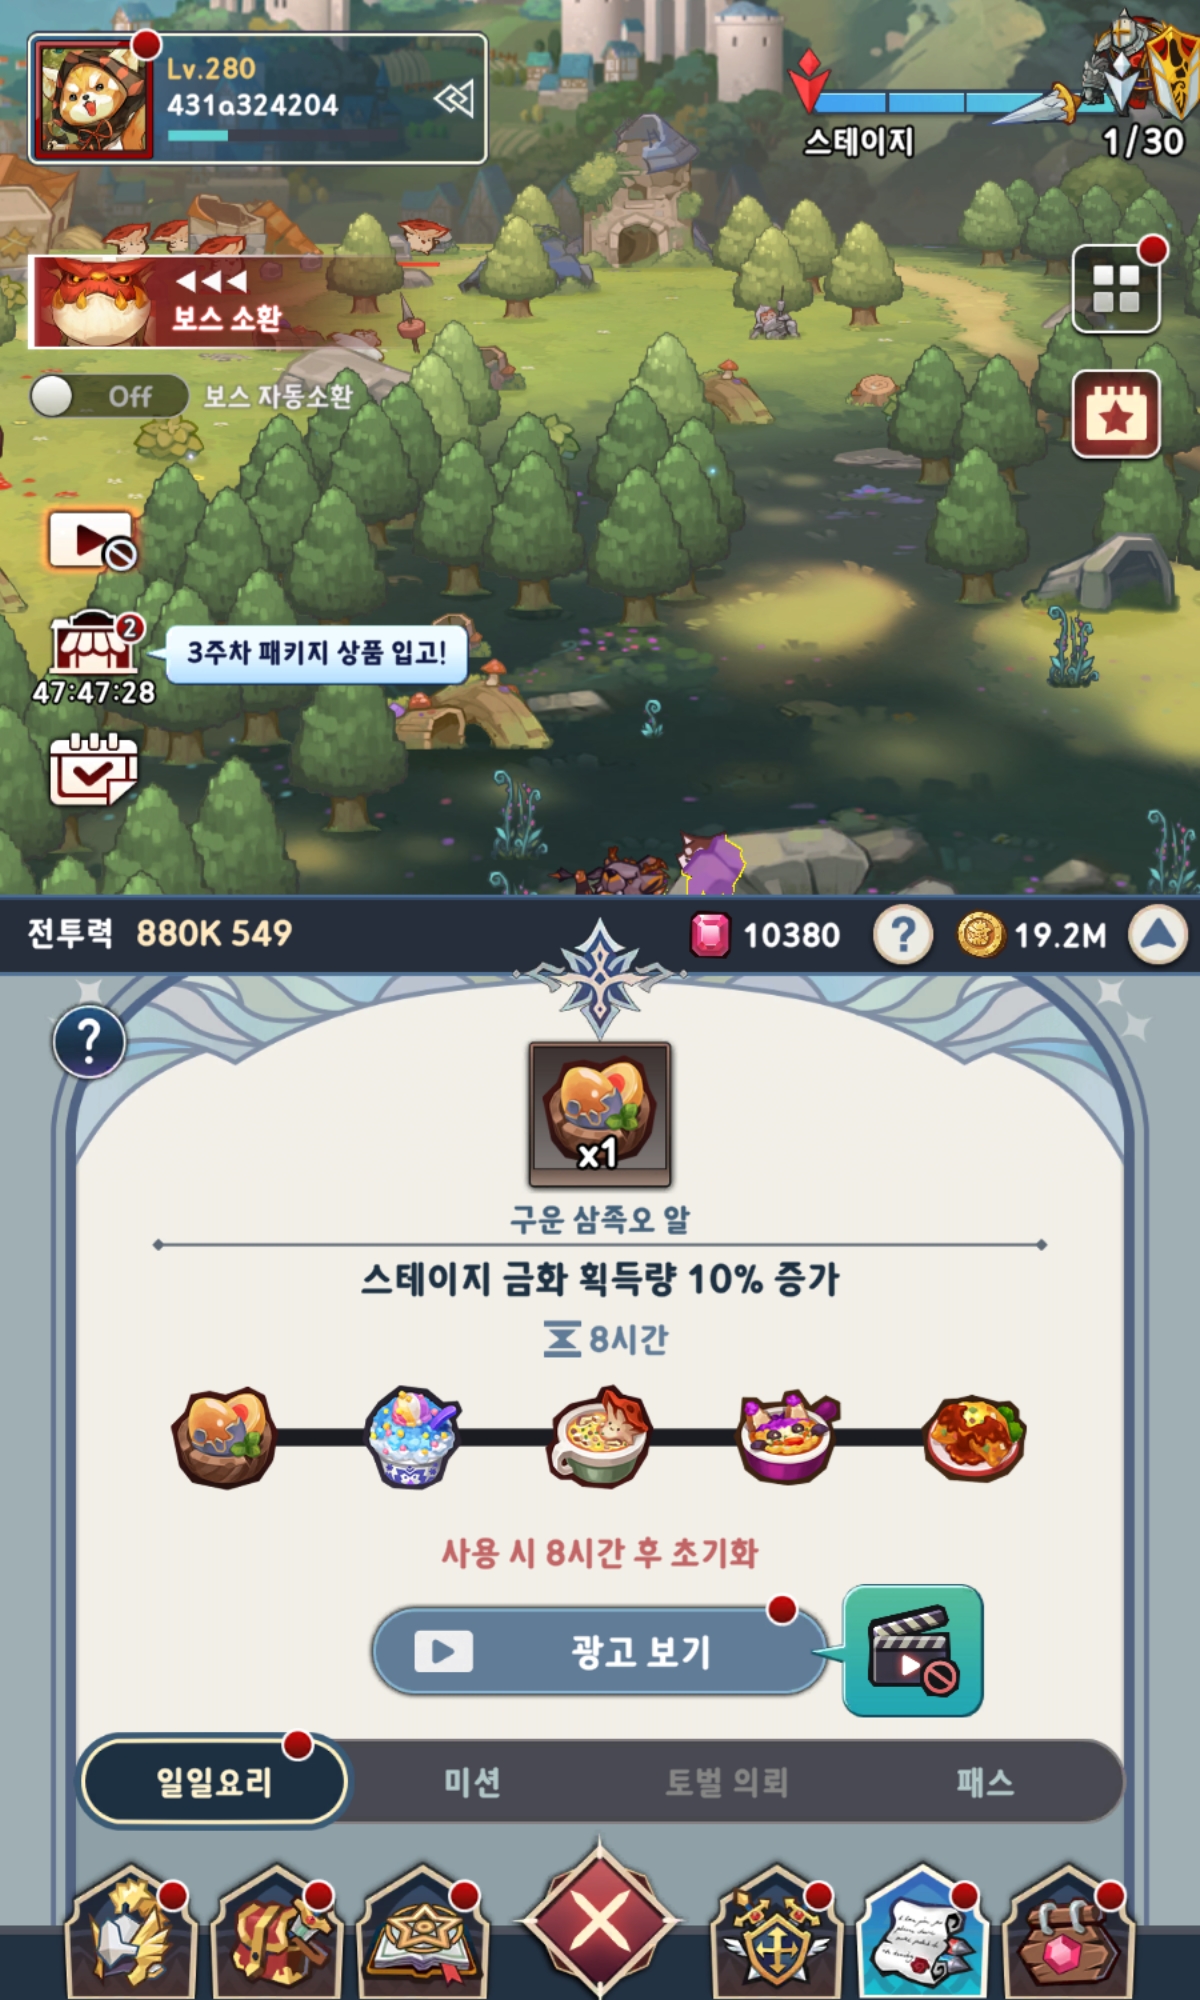 Lv.280
431a324204
스테이지
1/30
보스 소환
Off 보스 자동소환
2
3주차 패키지 상품 입고!
47:47:28
전투력 880K 549
10380
?
19.2M
?
x1
구운 삼족오 알
스테이지 금화 획득량 10% 증가
8시간
사용 시 8시간 후 초기화
광고 보기
일일요리 미션 토벌 의뢰 패스